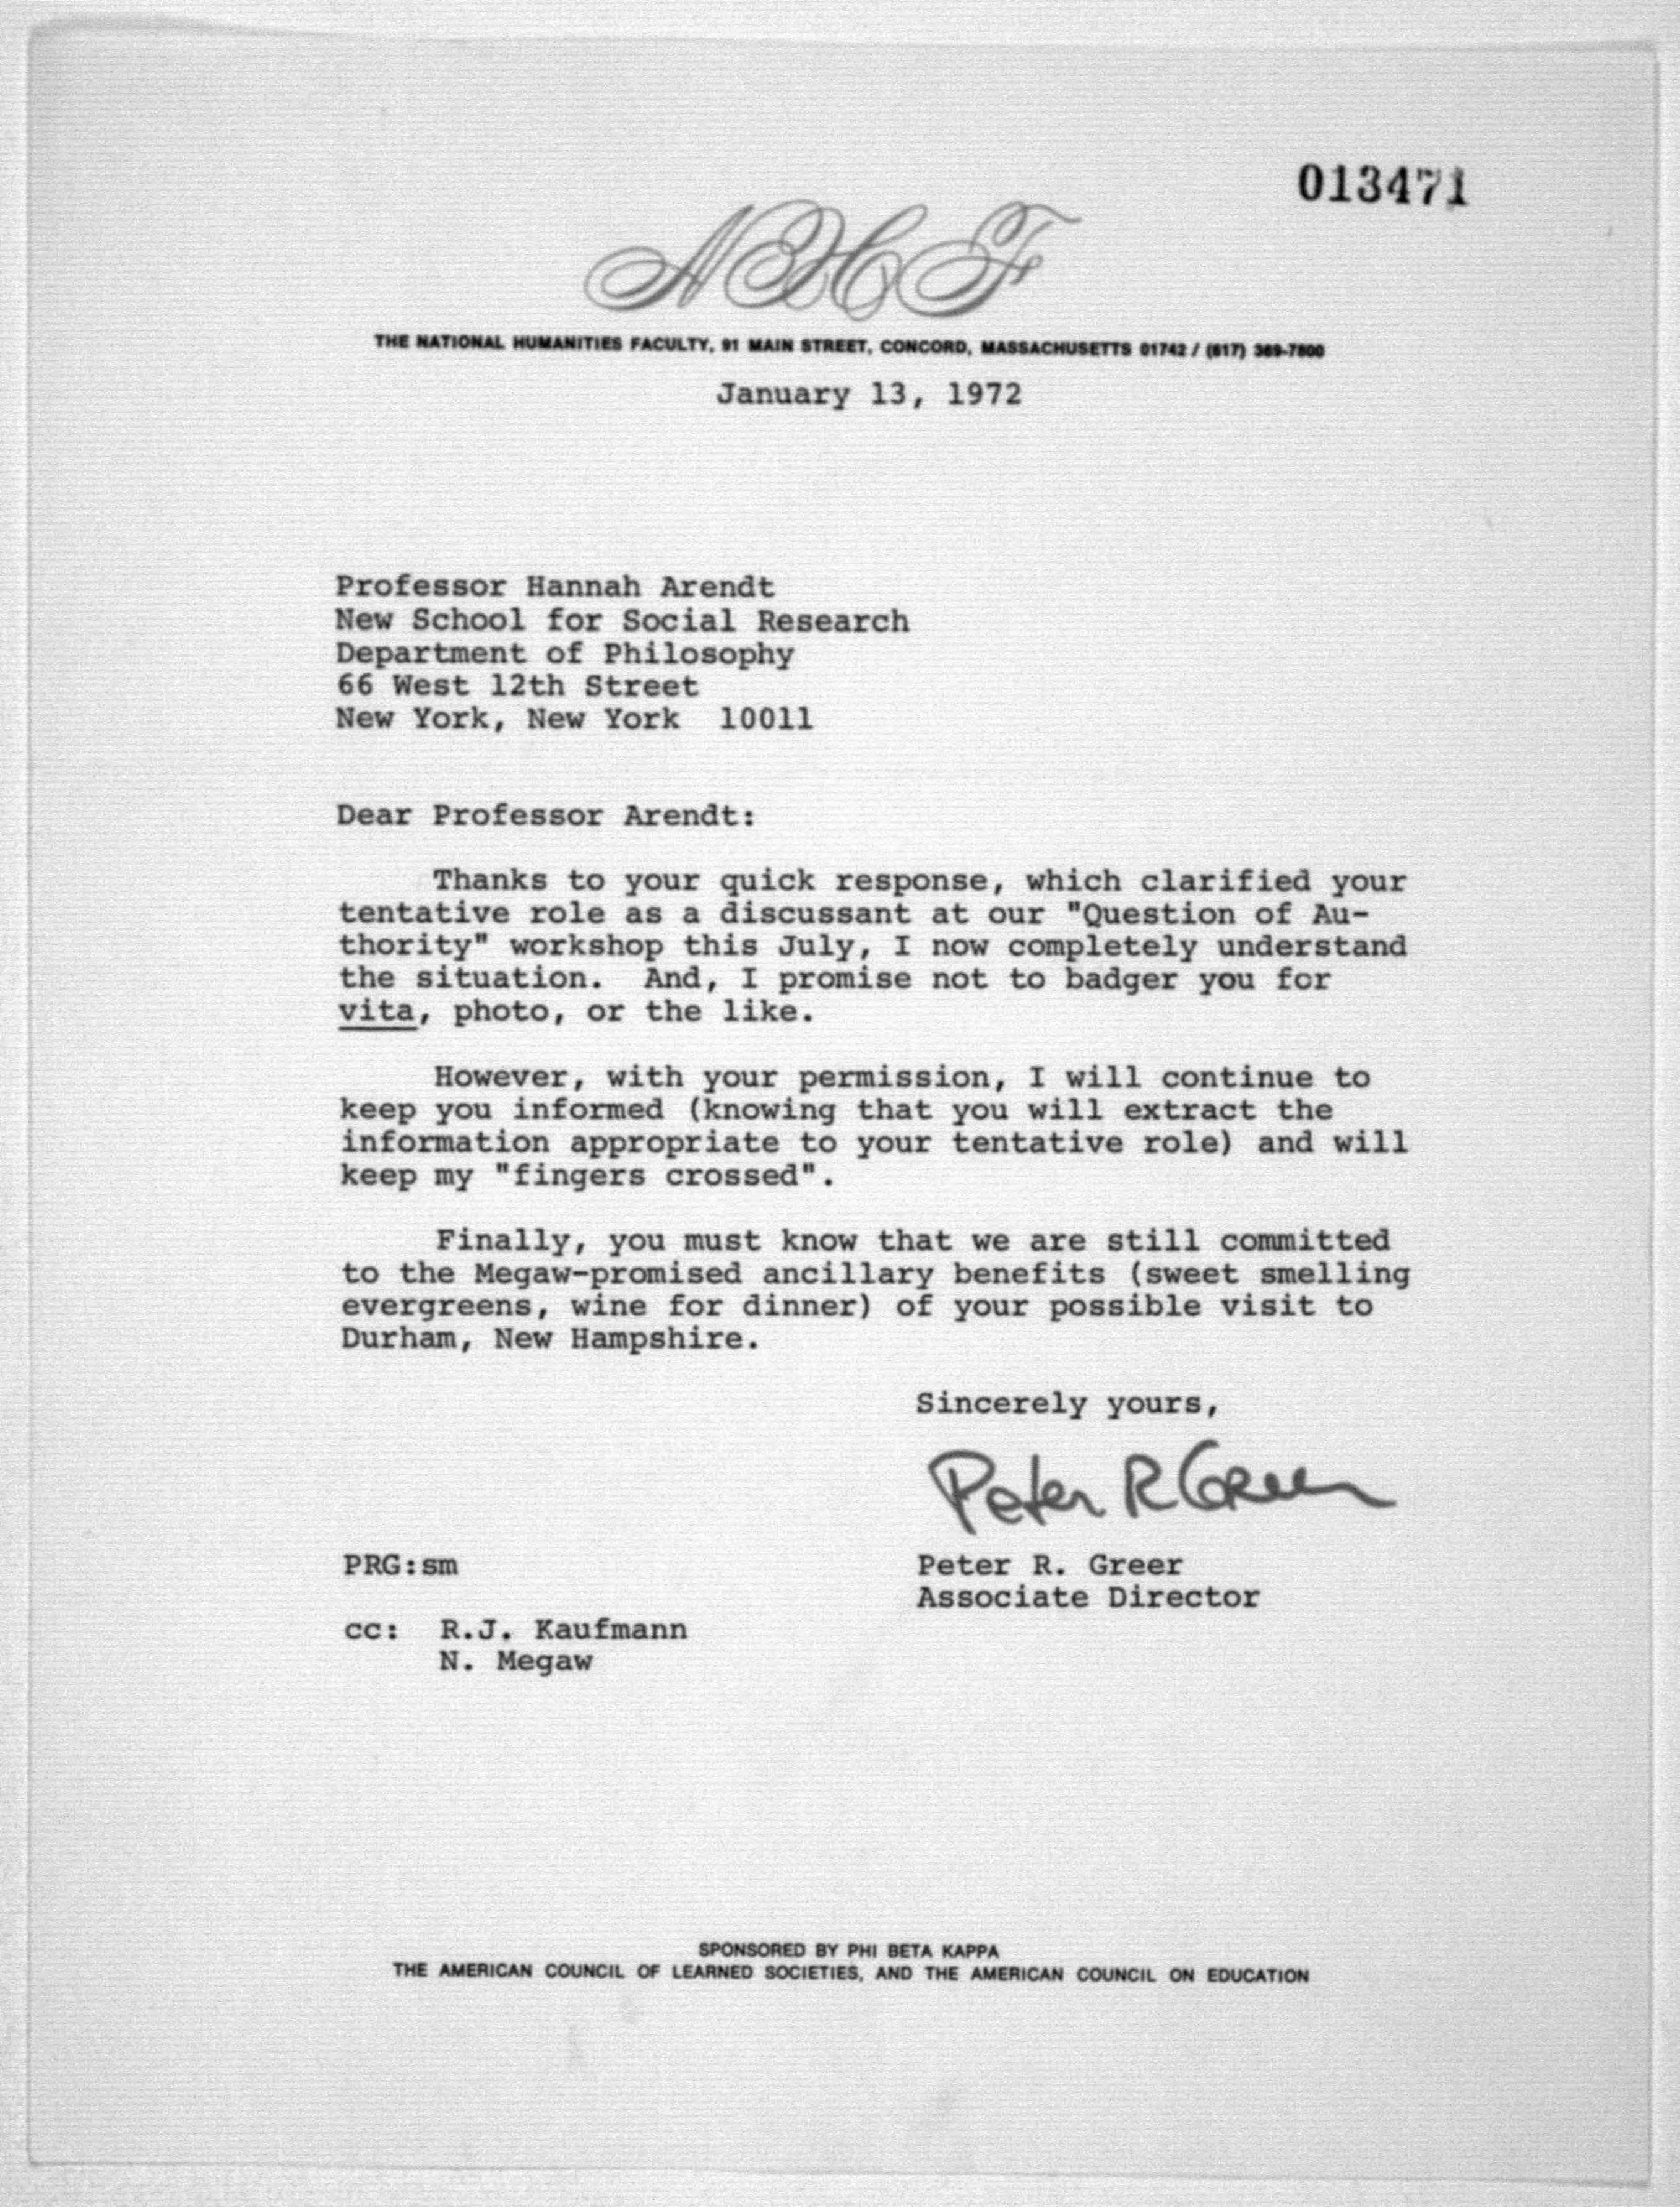 013471
NHF
THE NATIONAL HUMANITIES FACULTY, 91 MAIN STREET, CONCORD, MASSACHUSETTS 01742 / (617) 369-7800
January 13, 1972
Professor Hannah Arendt
New School for Social Research
Department of Philosophy
66 West 12th Street
New York, New York  10011
Dear Professor Arendt:
Thanks to your quick response, which clarified your
tentative role as a discussant at our "Question of Au-
thority" workshop this July, I now completely understand
the situation.  And, I promise not to badger you for
vita, photo, or the like.
However, with your permission, I will continue to
keep you informed (knowing that you will extract the
information appropriate to your tentative role) and will
keep my "fingers crossed".
Finally, you must know that we are still committed
to the Megaw-promised ancillary benefits (sweet smelling
evergreens, wine for dinner) of your possible visit to
Durham, New Hampshire.
Sincerely yours,
Peter R Greer
PRG:sm
Peter R. Greer
Associate Director
cc:  R.J. Kaufmann
N. Megaw
SPONSORED BY PHI BETA KAPPA
THE AMERICAN COUNCIL OF LEARNED SOCIETIES, AND THE AMERICAN COUNCIL ON EDUCATION